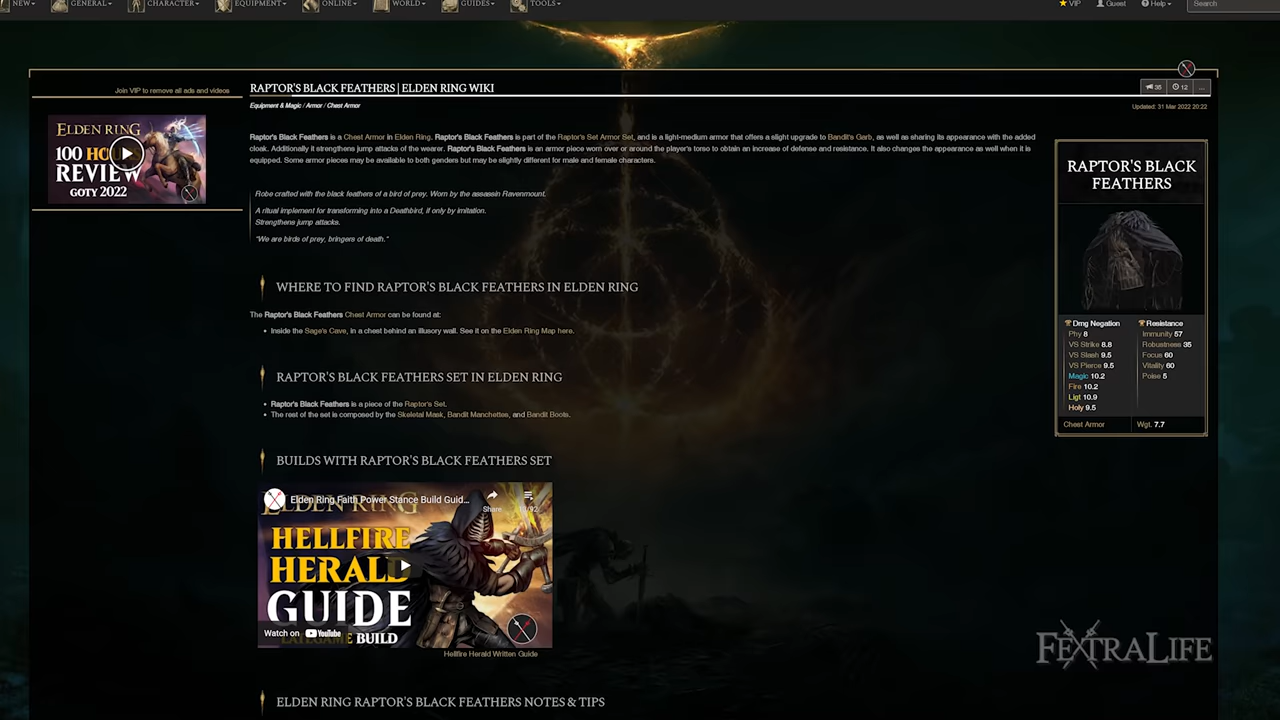 NEW GENERAL CHARACTER EQUIPMENT ONLINE WORLD GUIDES TOOLS VIP Guest Help Search
Join VIP to remove all ads and videos
RAPTOR'S BLACK FEATHERS | ELDEN RING WIKI
35 12 ...
Equipment & Magic / Armor / Chest Armor
Updated: 31 Mar 2022 20:22
ELDEN RING
100 HOUR
REVIEW
GOTY 2022
Raptor's Black Feathers is a Chest Armor in Elden Ring. Raptor's Black Feathers is part of the Raptor's Set Armor Set, and is a light-medium armor that offers a slight upgrade to Bandit's Garb, as well as sharing its appearance with the added
cloak. Additionally it strengthens jump attacks of the wearer. Raptor's Black Feathers is an armor piece worn over or around the player's torso to obtain an increase of defense and resistance. It also changes the appearance as well when it is
equipped. Some armor pieces may be available to both genders but may be slightly different for male and female characters.
Robe crafted with the black feathers of a bird of prey. Worn by the assassin Ravenmount.
A ritual implement for transforming into a Deathbird, if only by imitation.
Strengthens jump attacks.
"We are birds of prey, bringers of death."
WHERE TO FIND RAPTOR'S BLACK FEATHERS IN ELDEN RING
The Raptor's Black Feathers Chest Armor can be found at:
• Inside the Sage's Cave, in a chest behind an illusory wall. See it on the Elden Ring Map here.
RAPTOR'S BLACK FEATHERS SET IN ELDEN RING
• Raptor's Black Feathers is a piece of the Raptor's Set.
• The rest of the set is composed by the Skeletal Mask, Bandit Manchettes, and Bandit Boots.
BUILDS WITH RAPTOR'S BLACK FEATHERS SET
Elden Ring Faith Power Stance Build Guid...
Share
ELDEN RING
HELLFIRE
HERALD
GUIDE
Watch on YouTube
BUILD
Hellfire Herald Written Guide
ELDEN RING RAPTOR'S BLACK FEATHERS NOTES & TIPS
RAPTOR'S BLACK
FEATHERS
Dmg Negation Resistance
Phy 8 Immunity 57
VS Strike 8.8 Robustness 35
VS Slash 9.5 Focus 60
VS Pierce 9.5 Vitality 60
Magic 10.2 Poise 5
Fire 10.2
Ligt 10.9
Holy 9.5
Chest Armor Wgt. 7.7
FEXTRALIFE